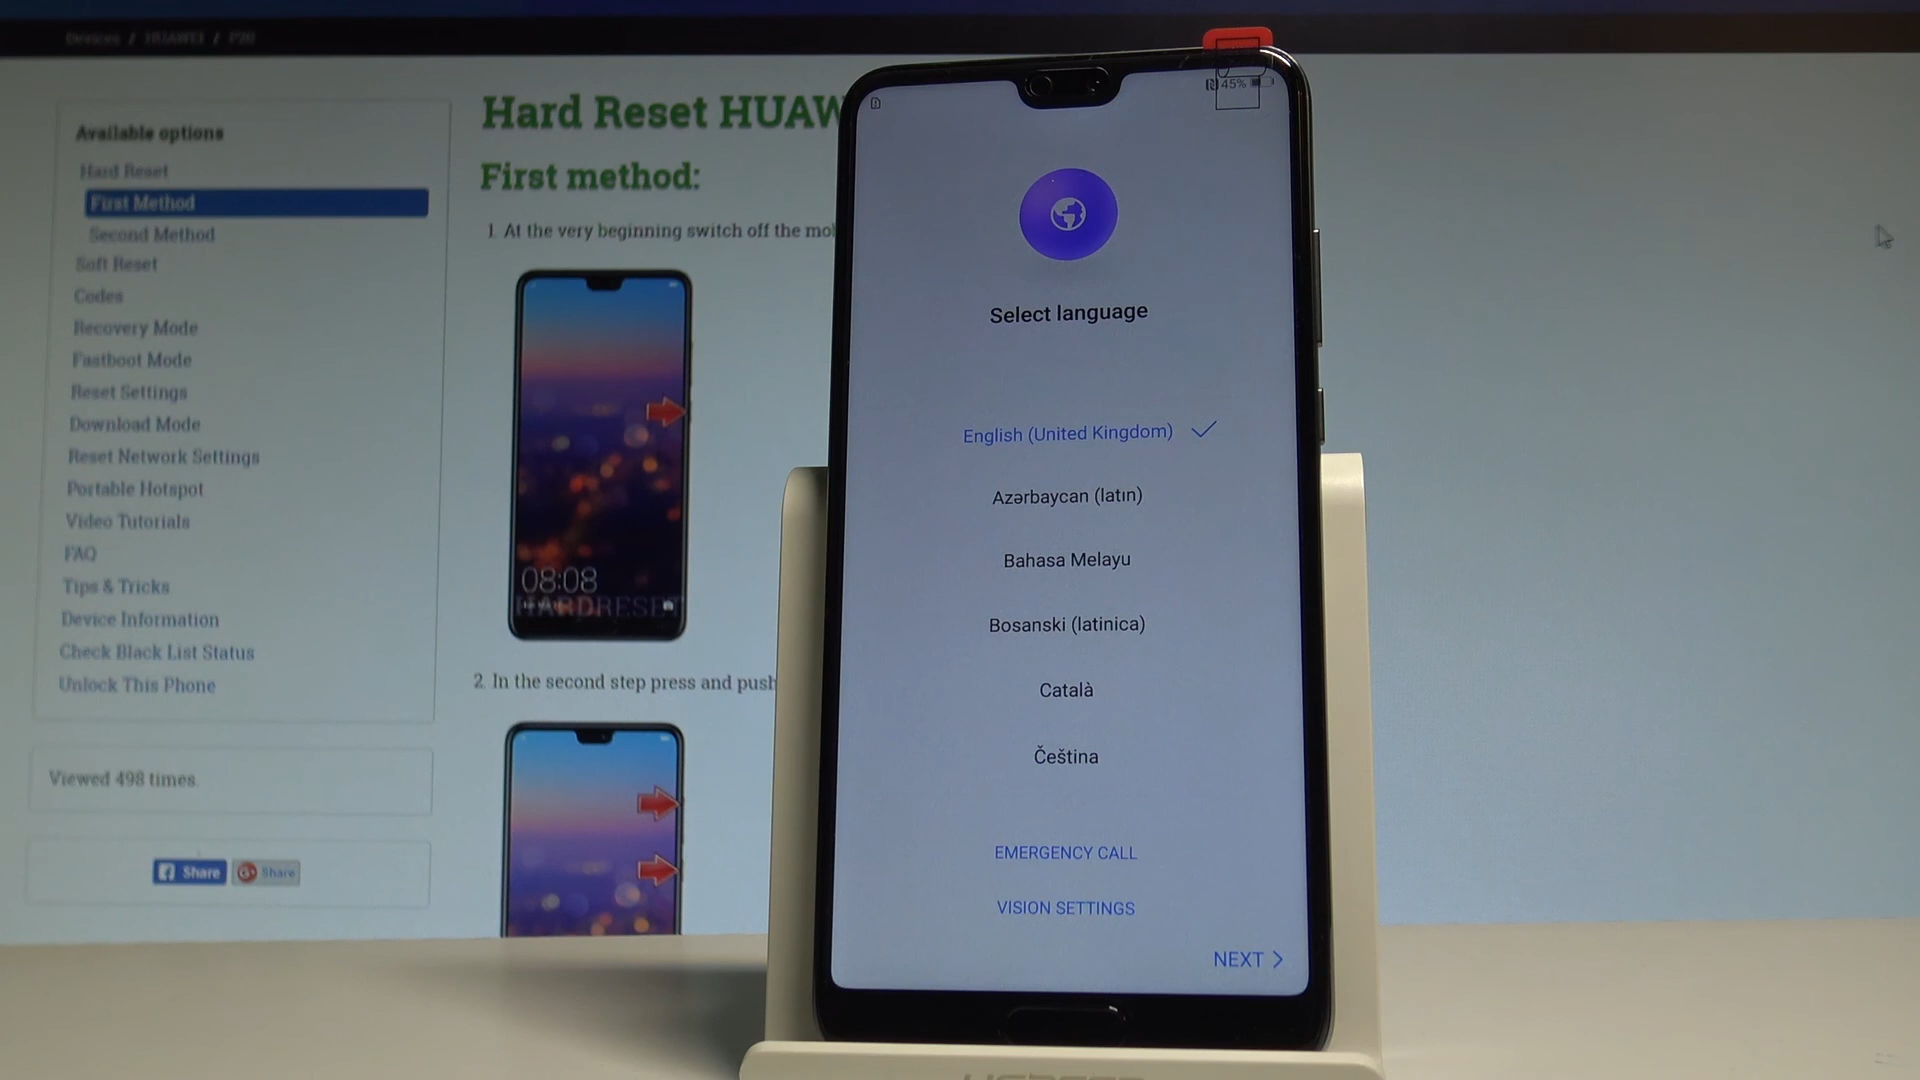 Devices / HUAWEI / P20
Available options
Hard Reset
First Method
Second Method
Soft Reset
Codes
Recovery Mode
Fastboot Mode
Reset Settings
Download Mode
Reset Network Settings
Portable Hotspot
Video Tutorials
FAQ
Tips & Tricks
Device Information
Check Black List Status
Unlock This Phone
Viewed 498 times.
Share
Share
Hard Reset HUAW
First method:
1. At the very beginning switch off the mo
08:08
HARDRESET
2. In the second step press and push
45%
Select language
English (United Kingdom)
Azərbaycan (latın)
Bahasa Melayu
Bosanski (latinica)
Català
Čeština
EMERGENCY CALL
VISION SETTINGS
NEXT